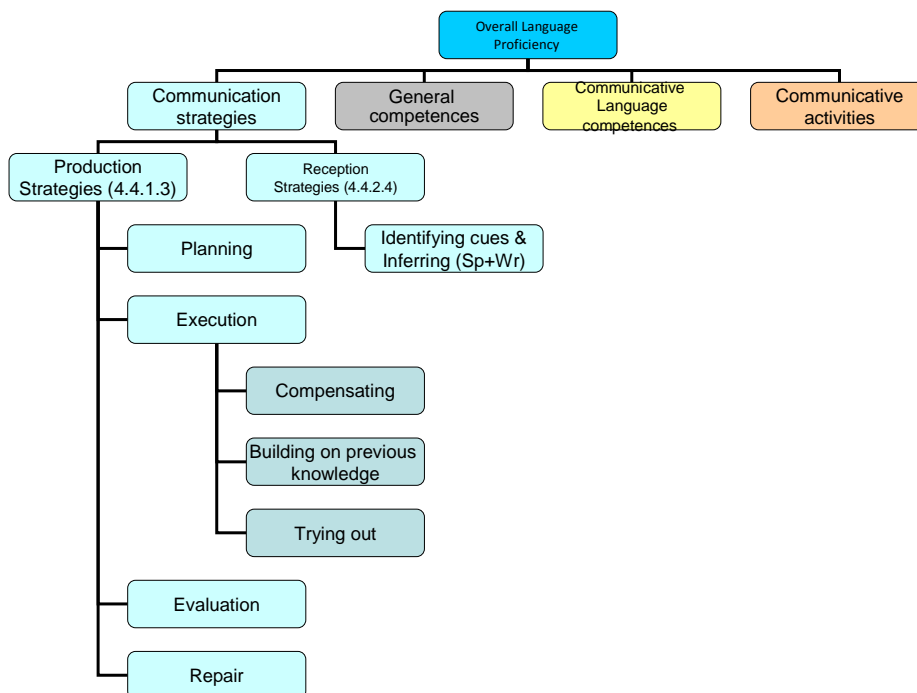 Overall Language
Proficiency
Communication
strategies
General
competences
Communicative
Language
competences
Communicative
activities
Production
Strategies (4.4.1.3)
Reception
Strategies (4.4.2.4)
Planning
Identifying cues &
Inferring (Sp+Wr)
Execution
Compensating
Building on previous
knowledge
Trying out
Evaluation
Repair